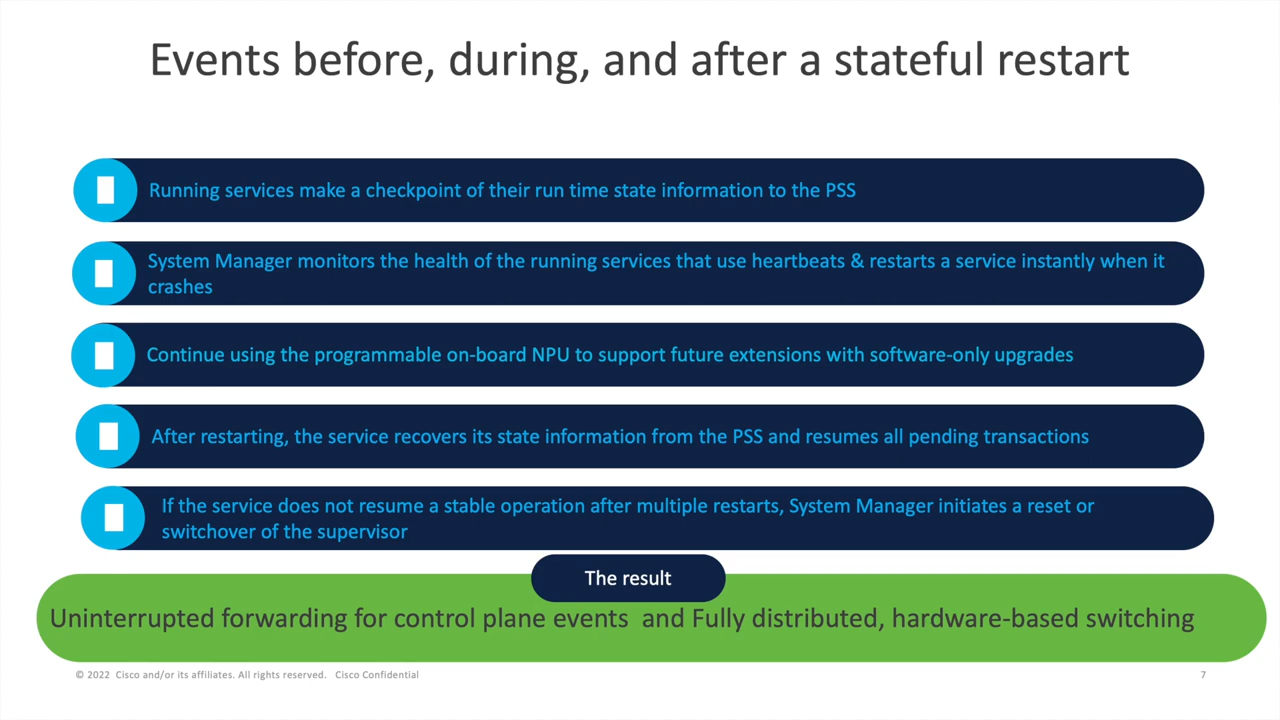 Events before, during, and after a stateful restart
Running services make a checkpoint of their run time state information to the PSS
System Manager monitors the health of the running services that use heartbeats & restarts a service instantly when it
crashes
Continue using the programmable on-board NPU to support future extensions with software-only upgrades
After restarting, the service recovers its state information from the PSS and resumes all pending transactions
If the service does not resume a stable operation after multiple restarts, System Manager initiates a reset or
switchover of the supervisor
The result
Uninterrupted forwarding for control plane events and Fully distributed, hardware-based switching
© 2022 Cisco and/or its affiliates. All rights reserved. Cisco Confidential
7